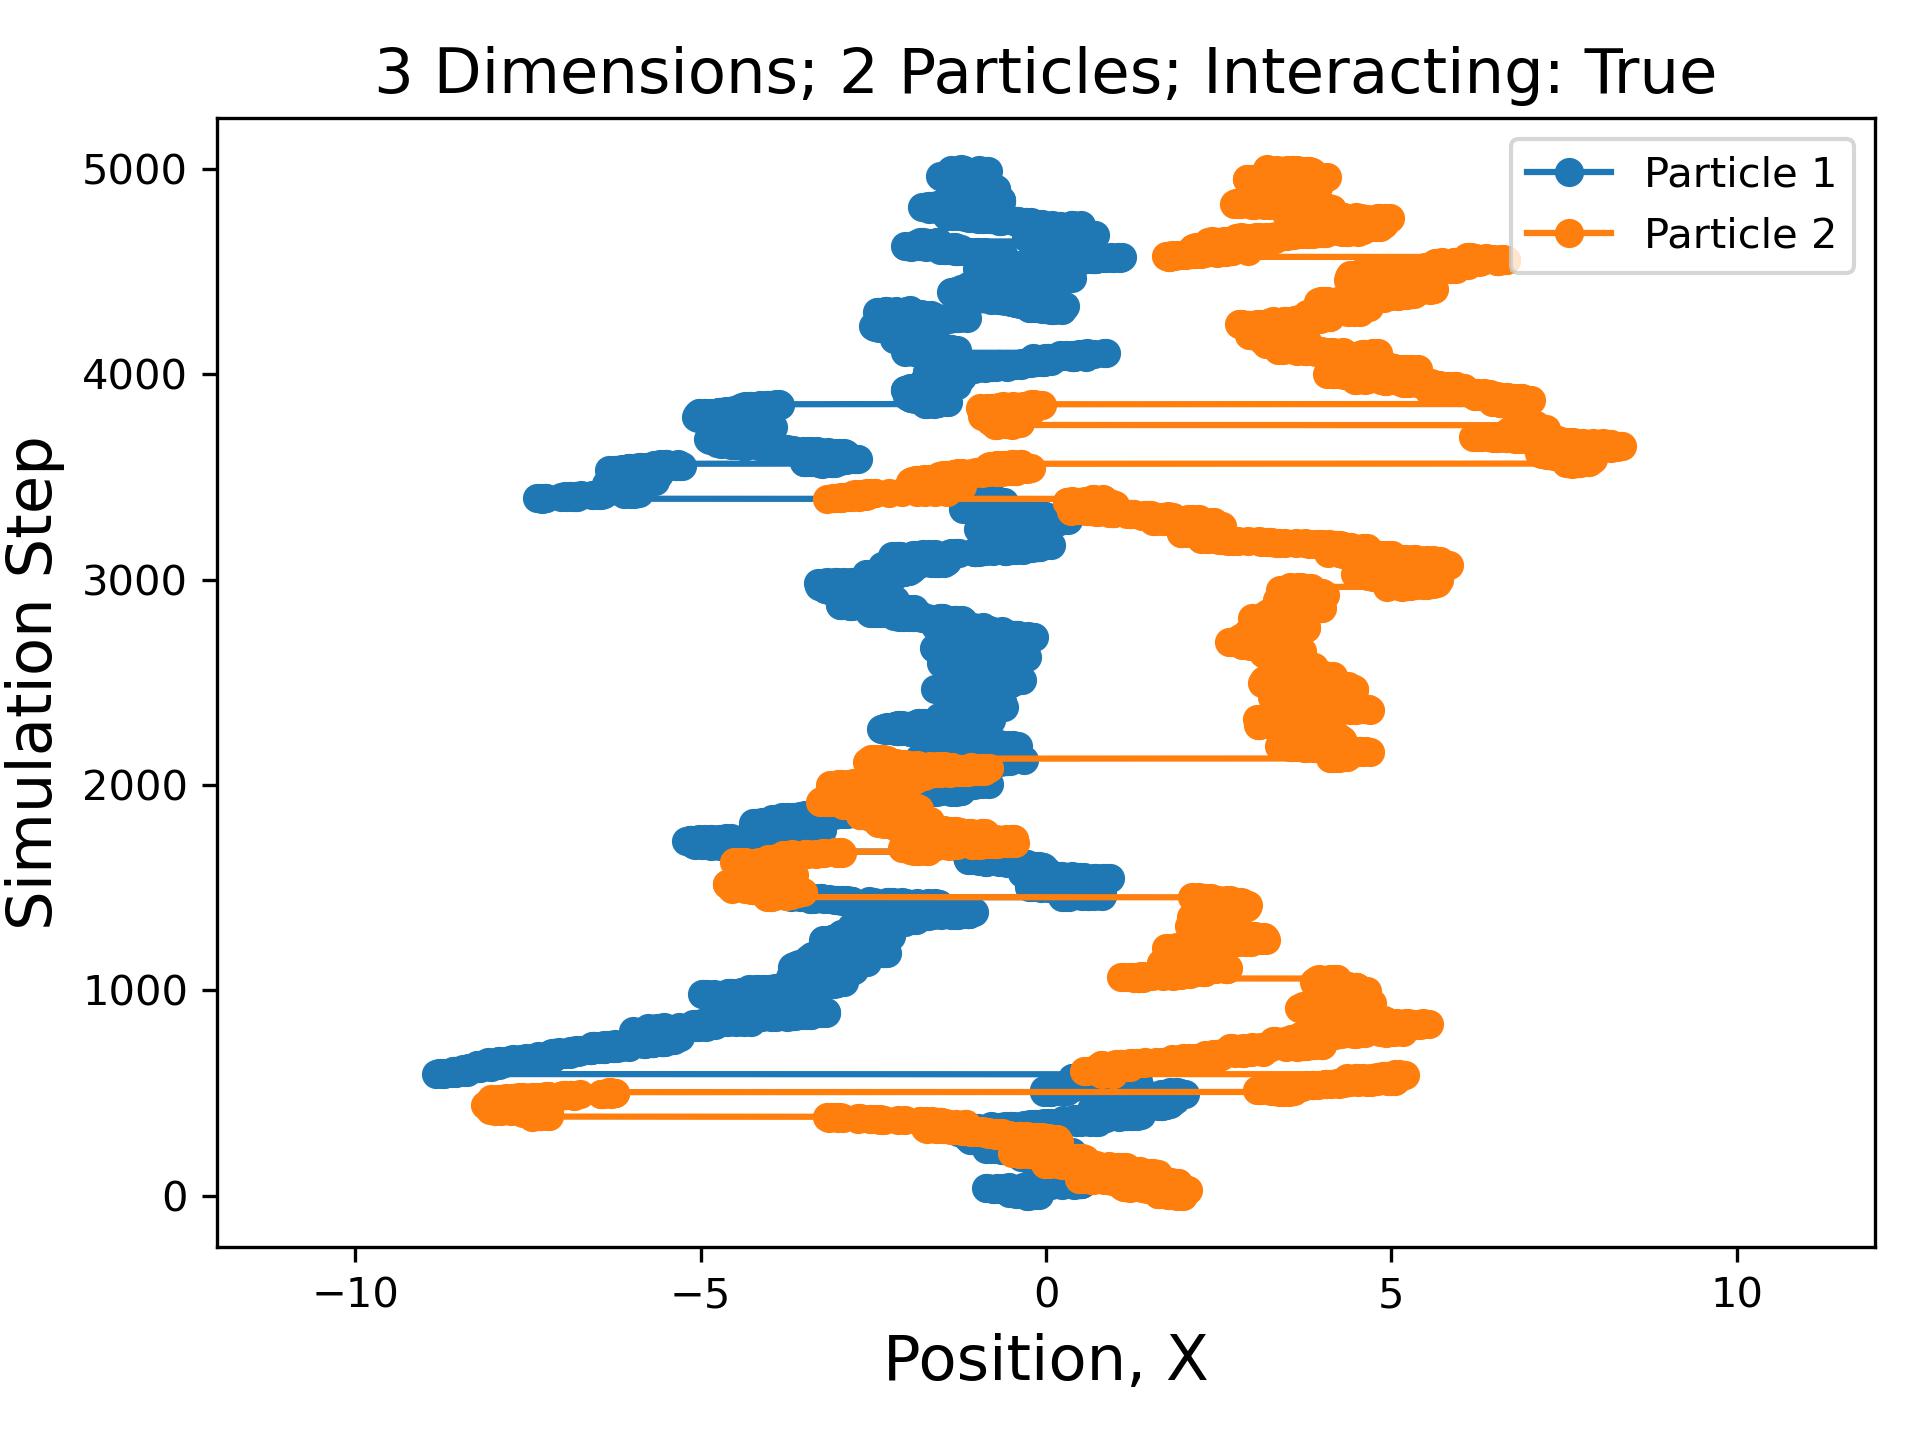 3 Dimensions; 2 Particles; Interacting: True
Particle 1
Particle 2
5000
4000
3000
2000
1000
0
Simulation Step
−10
−5
0
5
10
Position, X